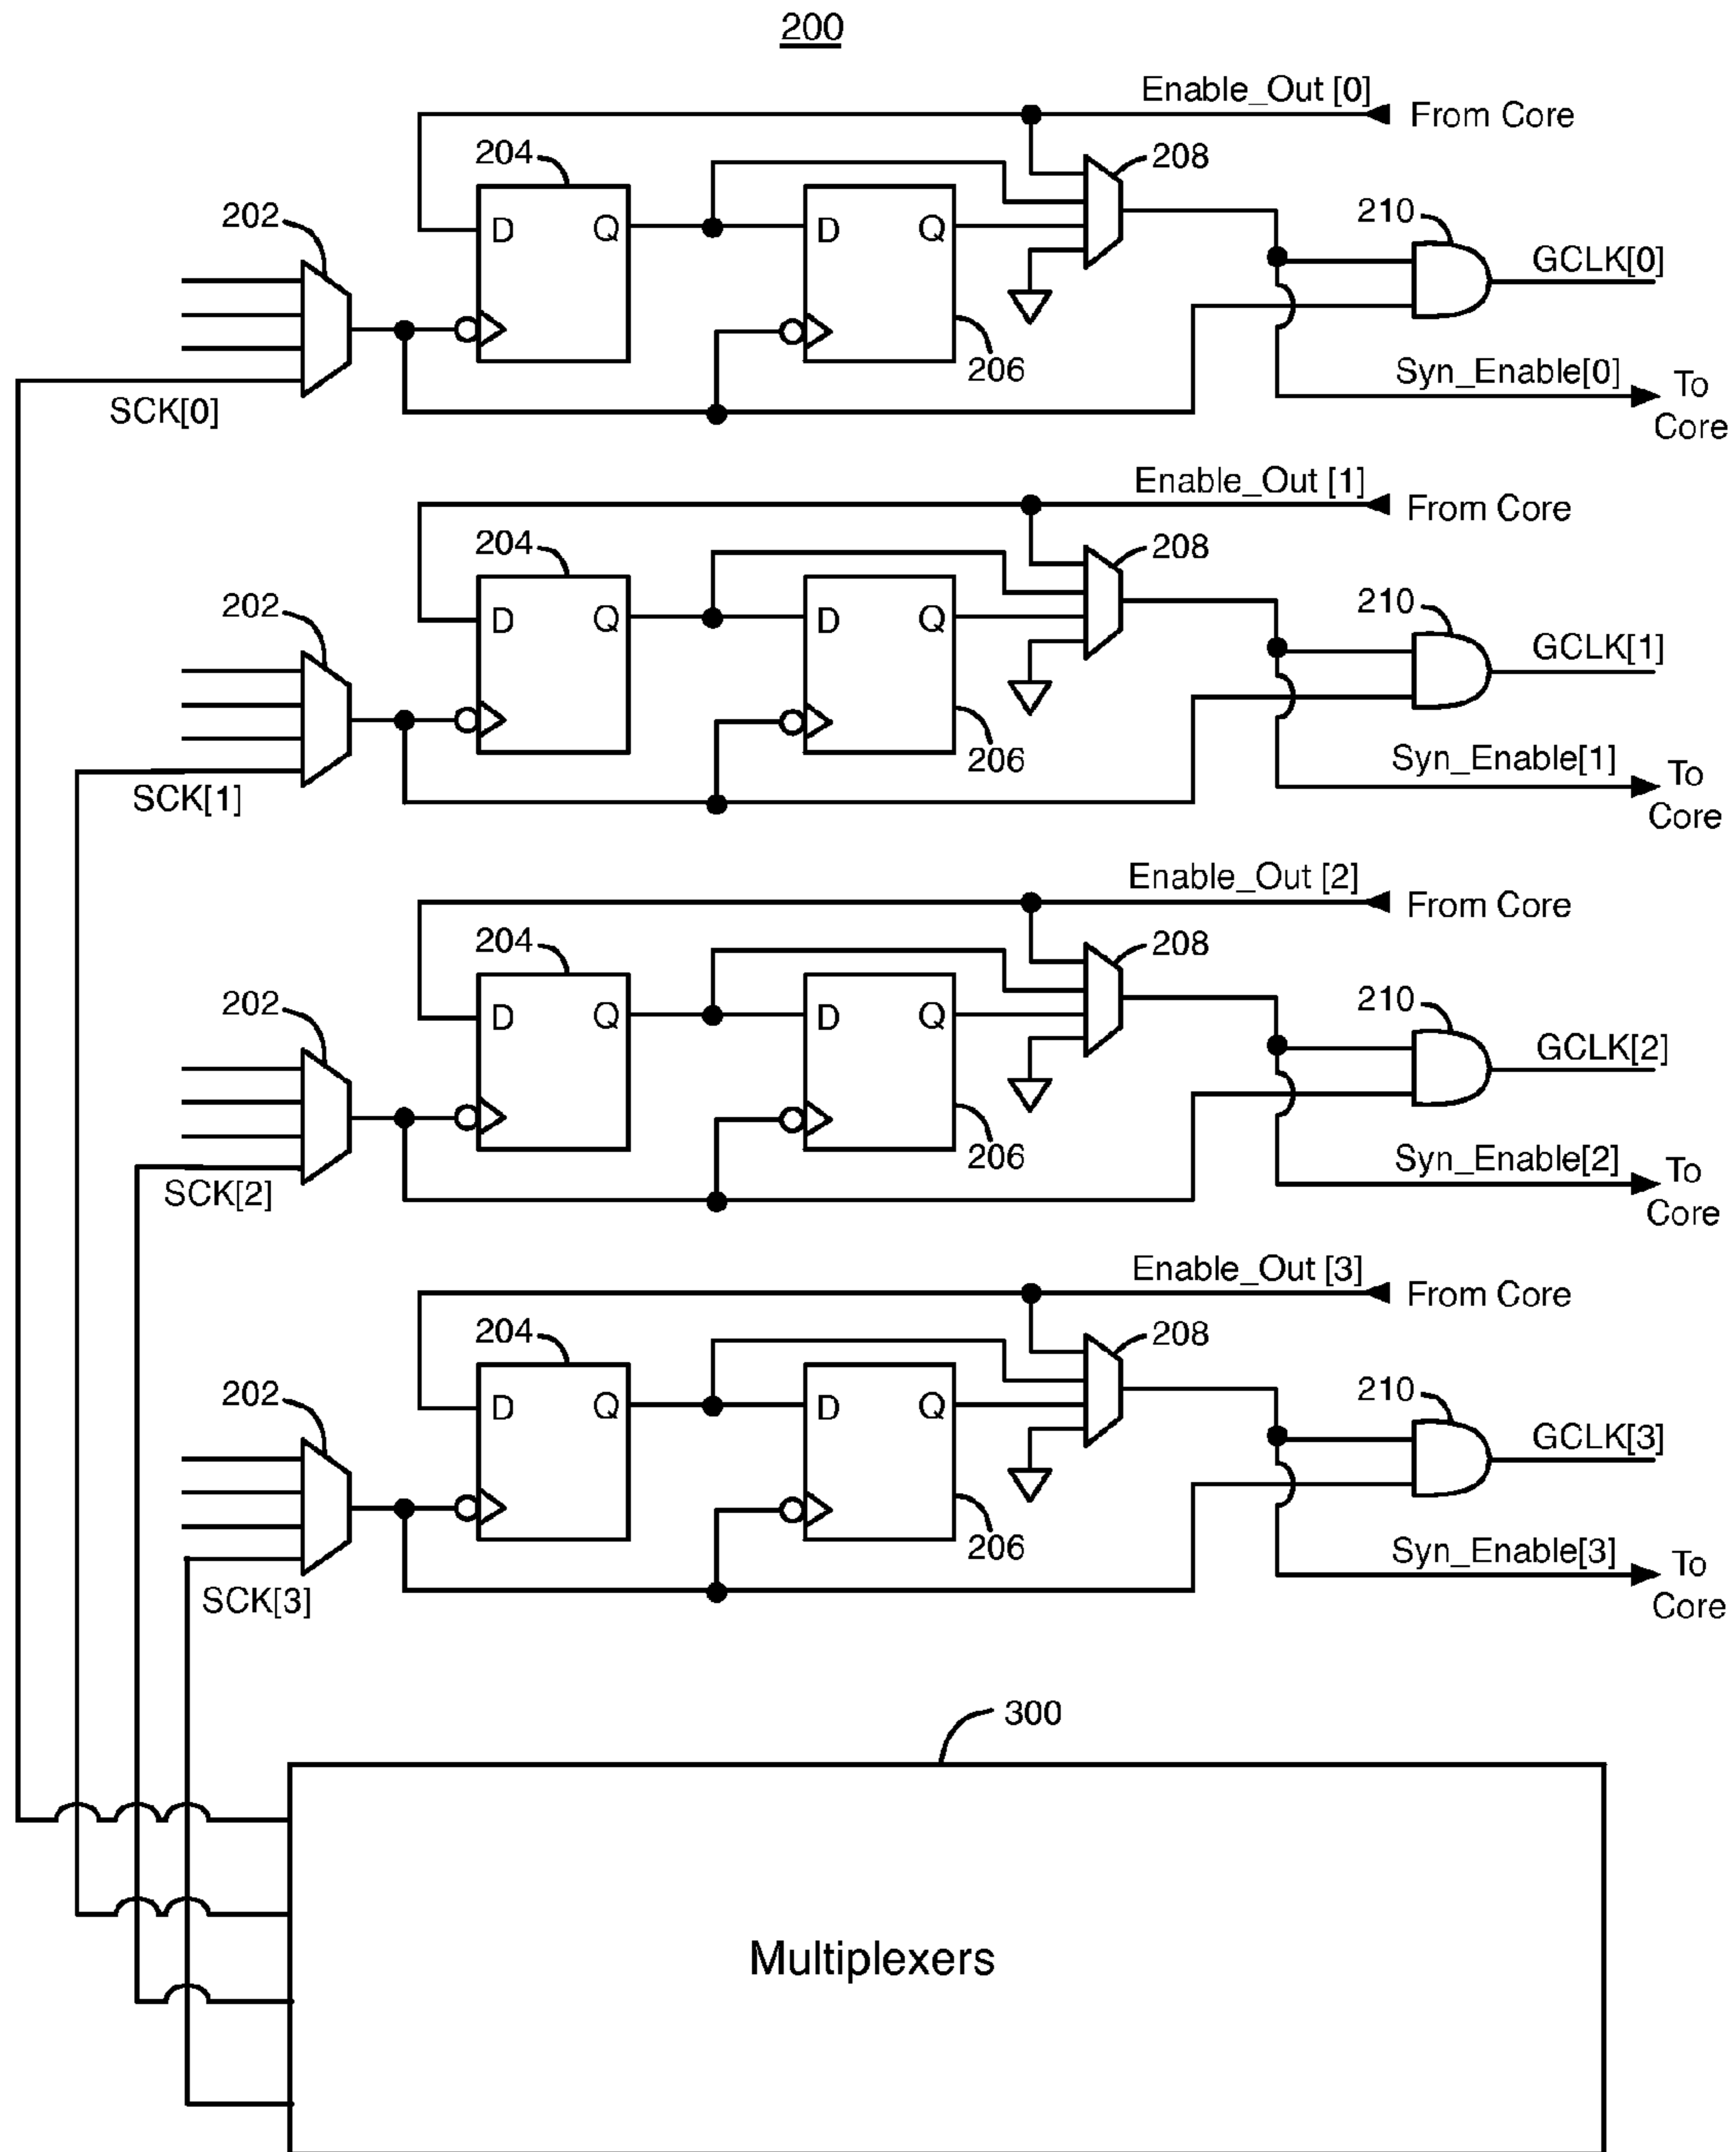 200
Enable_Out [0]
From Core
204
208
202
210
D
Q
D
Q
GCLK[0]
206
Syn_Enable[0]
To
Core
SCK[0]
Enable_Out [1]
From Core
204
208
202
210
D
Q
D
Q
GCLK[1]
206
Syn_Enable[1]
To
Core
SCK[1]
Enable_Out [2]
From Core
204
208
202
210
D
Q
D
Q
GCLK[2]
206
Syn_Enable[2]
To
Core
SCK[2]
Enable_Out [3]
From Core
204
208
202
210
D
Q
D
Q
GCLK[3]
206
Syn_Enable[3]
To
Core
SCK[3]
300
Multiplexers